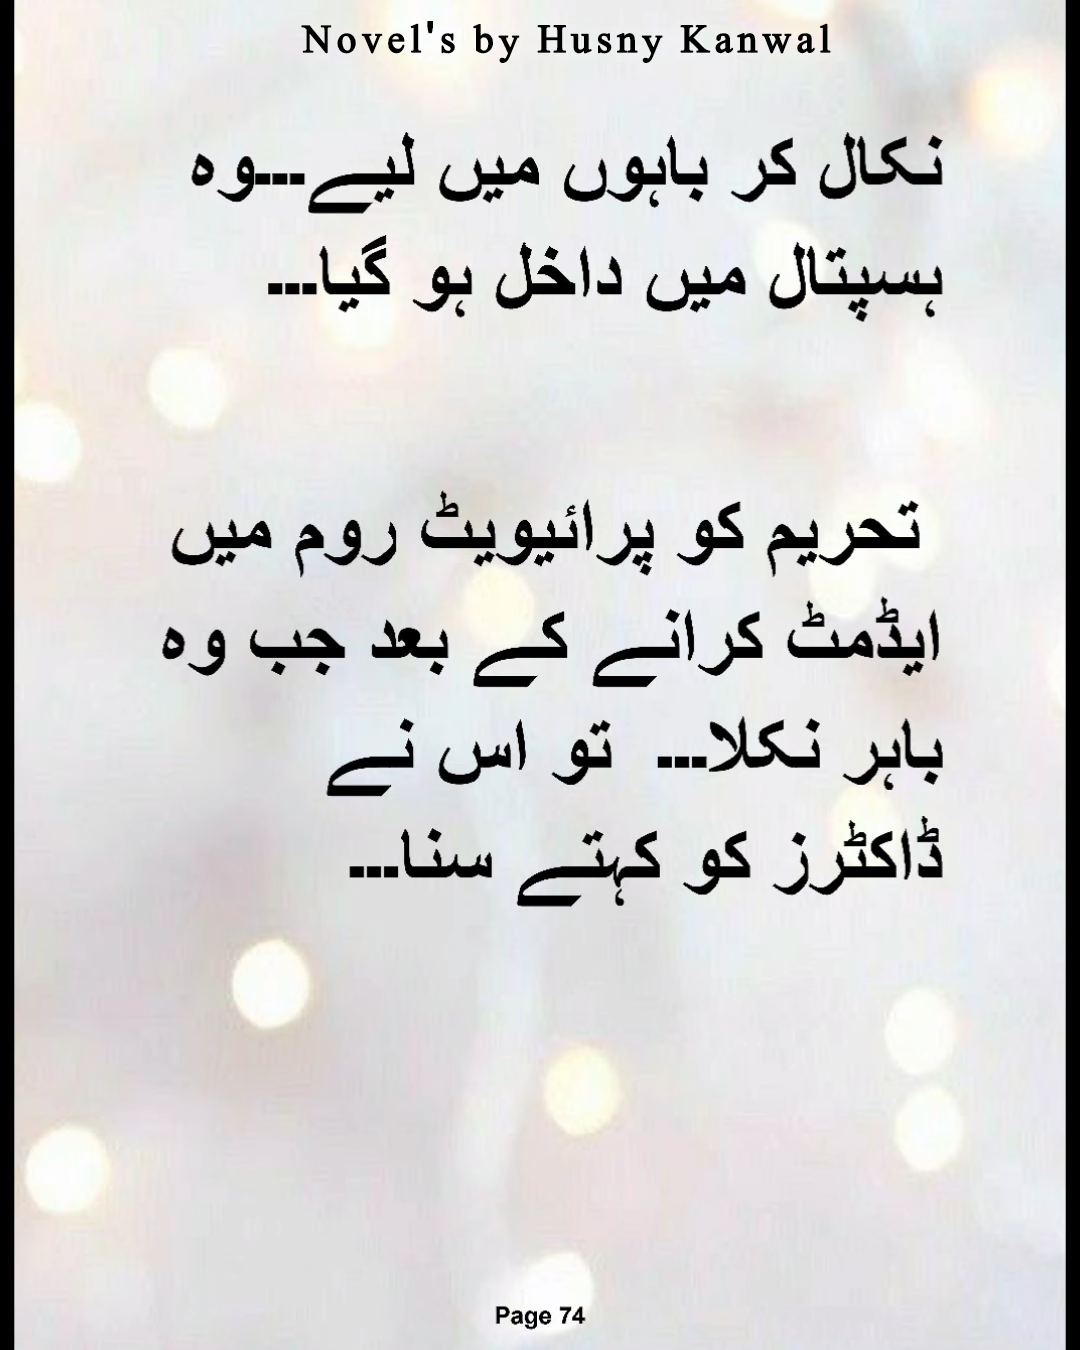 Novel's by Husny Kanwal
نکال کر باہوں میں لیے---وہ
ہسپتال میں داخل ہو گیا---
تحریم کو پرائیویٹ روم میں
ایڈمٹ کرانے کے بعد جب وہ
باہر نکلا--- تو اس نے
ڈاکٹرز کو کہتے سنا---
Page 74